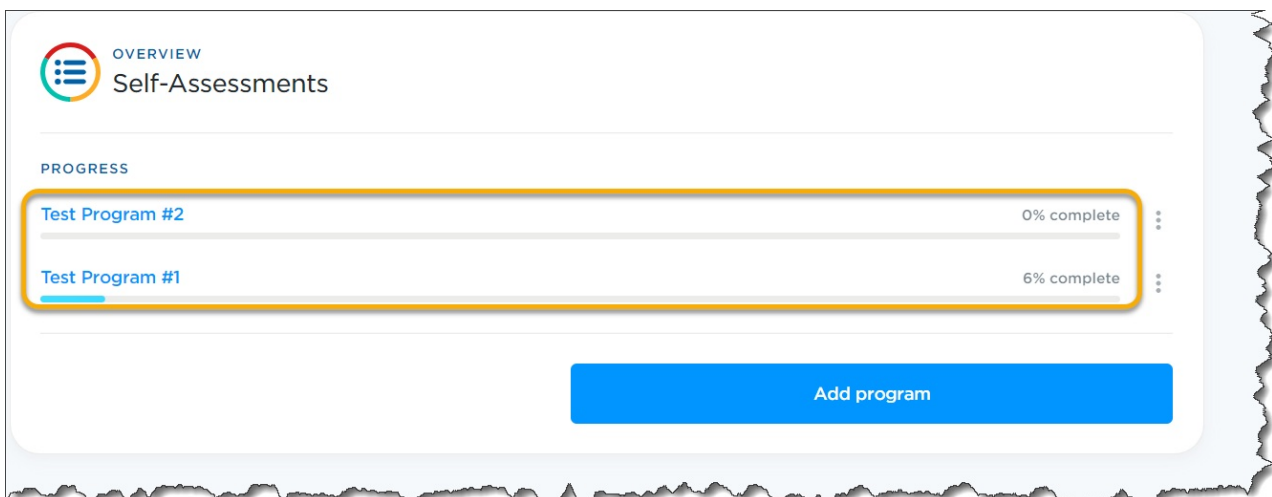 OVERVIEW
Self-Assessments
PROGRESS
Test Program #2 0% complete
Test Program #1 6% complete
Add program